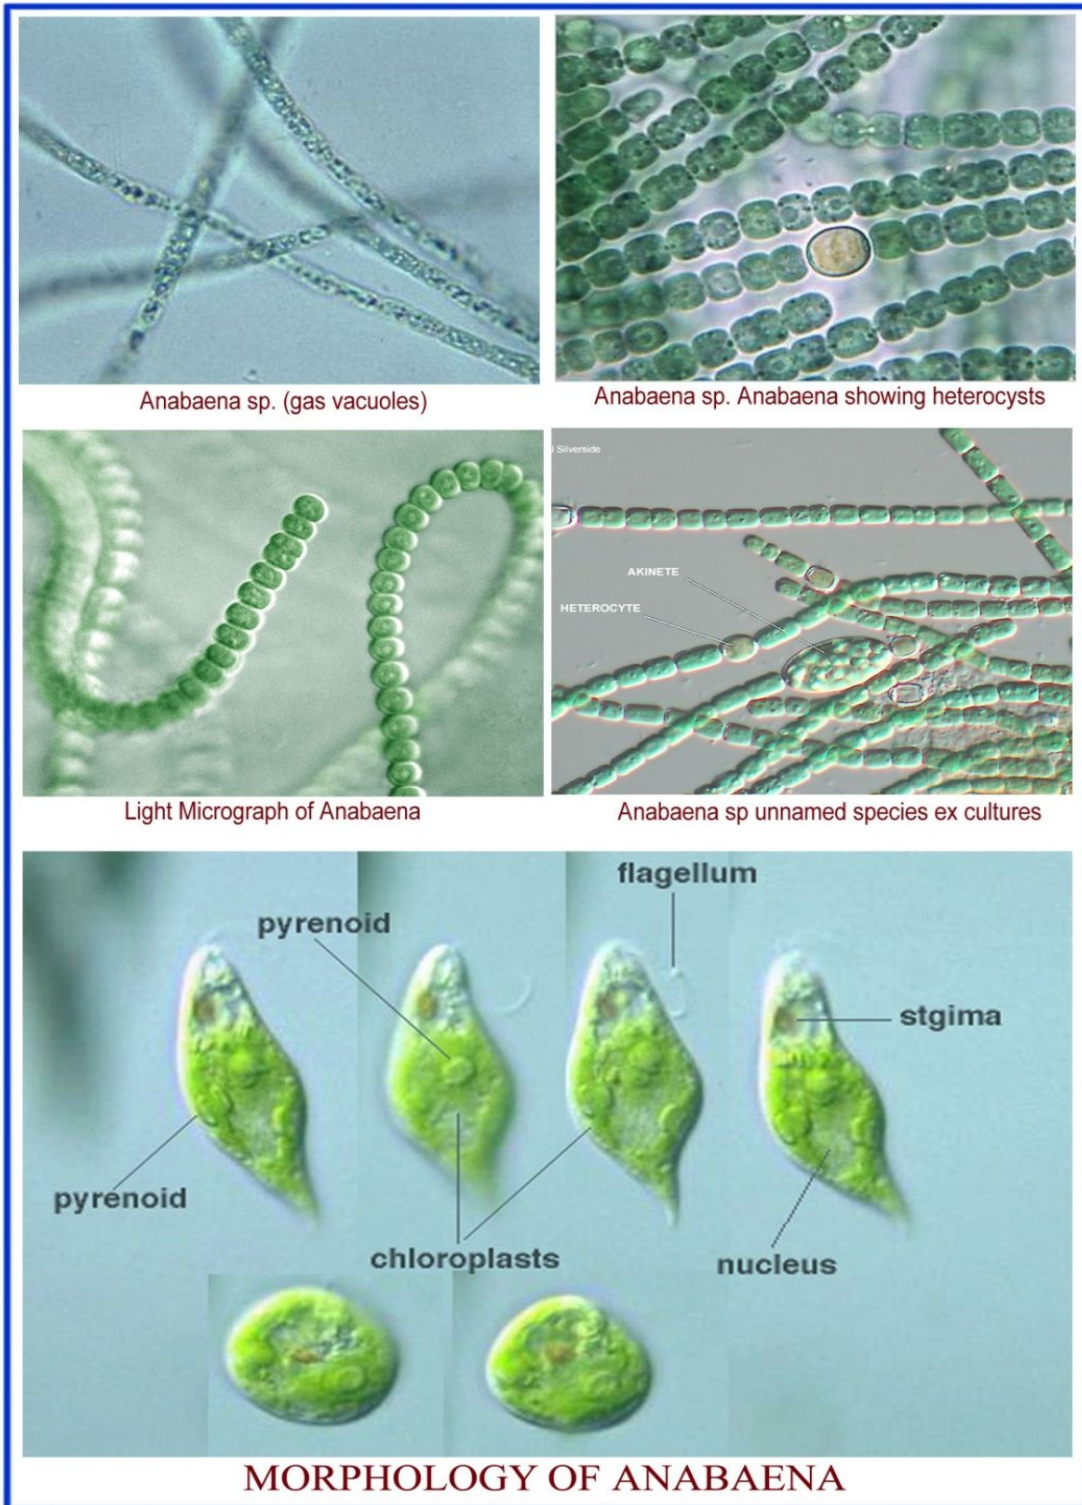 Anabaena sp. (gas vacuoles)
Anabaena sp. Anabaena showing heterocysts
l Silverside
AKINETE
HETEROCYTE
Light Micrograph of Anabaena
Anabaena sp unnamed species ex cultures
flagellum
pyrenoid
stgima
pyrenoid
chloroplasts
nucleus
MORPHOLOGY OF ANABAENA